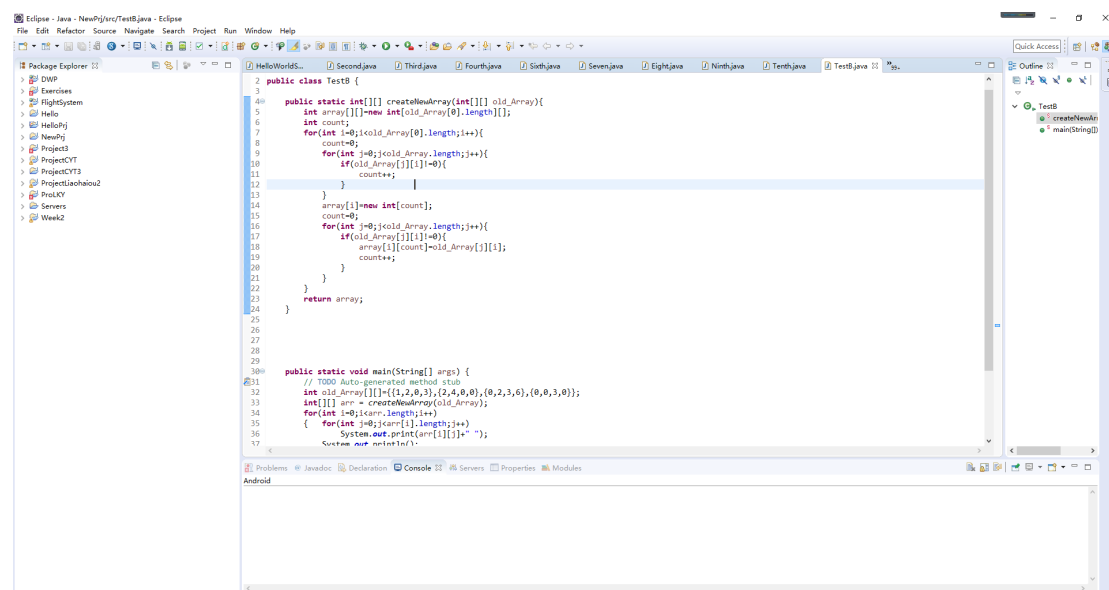 Eclipse - Java - NewPrj/src/TestB.java - Eclipse
File Edit Refactor Source Navigate Search Project Run Window Help
Quick Access
Package Explorer
DWP
Exercises
FlightSystem
Hello
HelloPrj
NewPrj
Project3
ProjectCYT
ProjectCYT3
ProjectLiaohaiou2
ProLKY
Servers
Week2
HelloWorldS... Second.java Third.java Fourth.java Sixth.java Seven.java Eight.java Ninth.java Tenth.java TestB.java
2 public class TestB {
3
4 public static int[][] createNewArray(int[][] old_Array){
5 int array[][]=new int[old_Array[0].length][];
6 int count;
7 for(int i=0;i<old_Array[0].length;i++){
8 count=0;
9 for(int j=0;j<old_Array.length;j++){
10 if(old_Array[j][i]!=0){
11 count++;
12 }
13 }
14 array[i]=new int[count];
15 count=0;
16 for(int j=0;j<old_Array.length;j++){
17 if(old_Array[j][i]!=0){
18 array[i][count]=old_Array[j][i];
19 count++;
20 }
21 }
22 }
23 return array;
24 }
25
26
27
28
29
30 public static void main(String[] args) {
31 // TODO Auto-generated method stub
32 int old_Array[][]={{1,2,0,3},{2,4,0,0},{0,2,3,6},{0,0,3,0}};
33 int[][] arr = createNewArray(old_Array);
34 for(int i=0;i<arr.length;i++)
35 { for(int j=0;j<arr[i].length;j++)
36 System.out.print(arr[i][j]+" ");
37 System.out.println();
Outline
TestB
createNewAr
main(String[])
Problems @ Javadoc Declaration Console Servers Properties Modules
Android